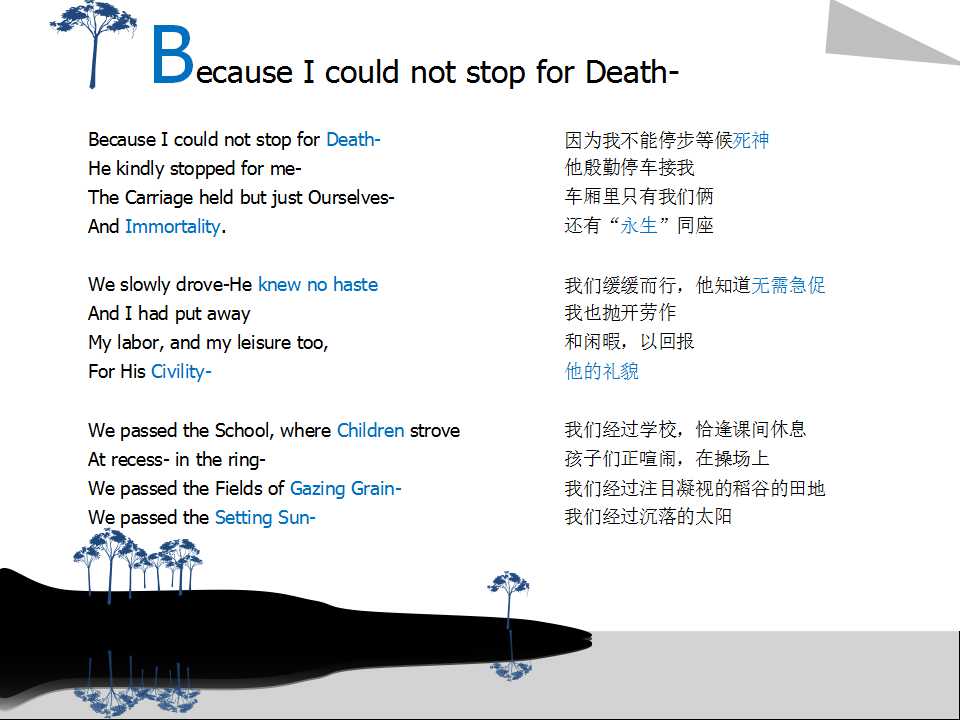 Because I could not stop for Death-
Because I could not stop for Death-
He kindly stopped for me-
The Carriage held but just Ourselves-
And Immortality.
We slowly drove-He knew no haste
And I had put away
My labor, and my leisure too,
For His Civility-
We passed the School, where Children strove
At recess- in the ring-
We passed the Fields of Gazing Grain-
We passed the Setting Sun-
因为我不能停步等候死神
他殷勤停车接我
车厢里只有我们俩
还有“永生”同座
我们缓缓而行，他知道无需急促
我也抛开劳作
和闲暇，以回报
他的礼貌
我们经过学校，恰逢课间休息
孩子们正喧闹，在操场上
我们经过注目凝视的稻谷的田地
我们经过沉落的太阳